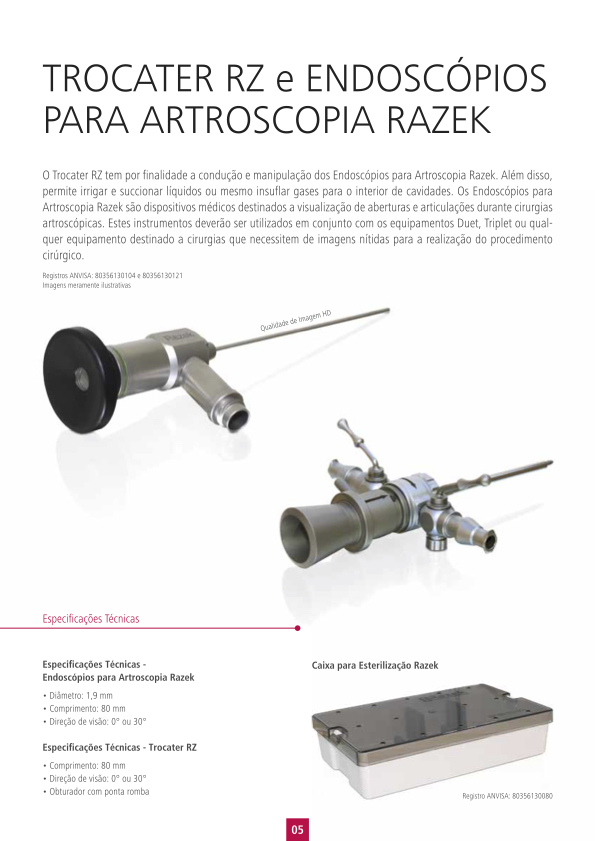 TROCATER RZ e ENDOSCÓPIOS
PARA ARTROSCOPIA RAZEK
O Trocater RZ tem por finalidade a condução e manipulação dos Endoscópios para Artroscopia Razek. Além disso,
permite irrigar e succionar líquidos ou mesmo insuflar gases para o interior de cavidades. Os Endoscópios para
Artroscopia Razek são dispositivos médicos destinados a visualização de aberturas e articulações durante cirurgias
artroscópicas. Estes instrumentos deverão ser utilizados em conjunto com os equipamentos Duet, Triplet ou qual-
quer equipamento destinado a cirurgias que necessitem de imagens nítidas para a realização do procedimento
cirúrgico.
Registros ANVISA: 80356130104 e 80356130121
Imagens meramente ilustrativas
Qualidade de Imagem HD
Razek
Especificações Técnicas
Especificações Técnicas -
Endoscópios para Artroscopia Razek
• Diâmetro: 1,9 mm
• Comprimento: 80 mm
• Direção de visão: 0° ou 30°
Especificações Técnicas - Trocater RZ
• Comprimento: 80 mm
• Direção de visão: 0° ou 30°
• Obturador com ponta romba
Caixa para Esterilização Razek
Registro ANVISA: 80356130080
05